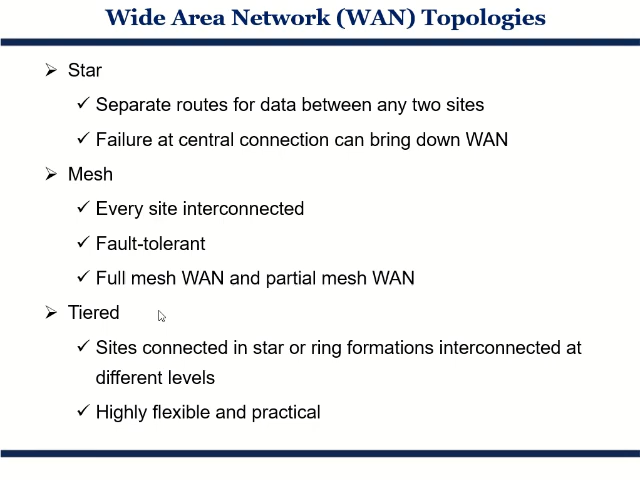 Wide Area Network (WAN) Topologies
➢ Star
✓ Separate routes for data between any two sites
✓ Failure at central connection can bring down WAN
➢ Mesh
✓ Every site interconnected
✓ Fault-tolerant
✓ Full mesh WAN and partial mesh WAN
➢ Tiered
✓ Sites connected in star or ring formations interconnected at
different levels
✓ Highly flexible and practical